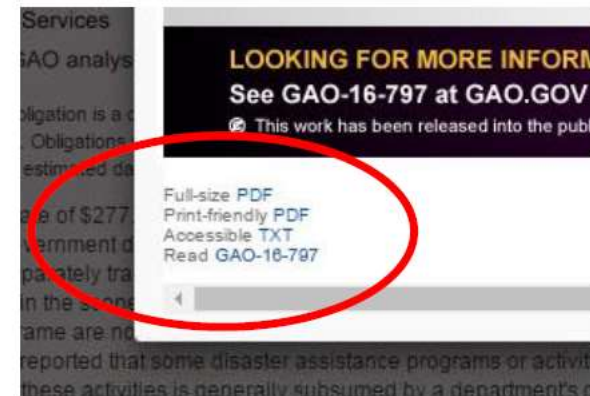 Services
GAO analys
LOOKING FOR MORE INFORM
See GAO-16-797 at GAO.GOV
This work has been released into the publ
obligation is a c
. Obligations
estimated da
Full-size PDF
Print-friendly PDF
Accessible TXT
Read GAO-16-797
ate of $277.
vernment d
parately tra
in the scope
rame are no
reported that some disaster assistance programs or activit
these activities is generally subsumed by a department's o